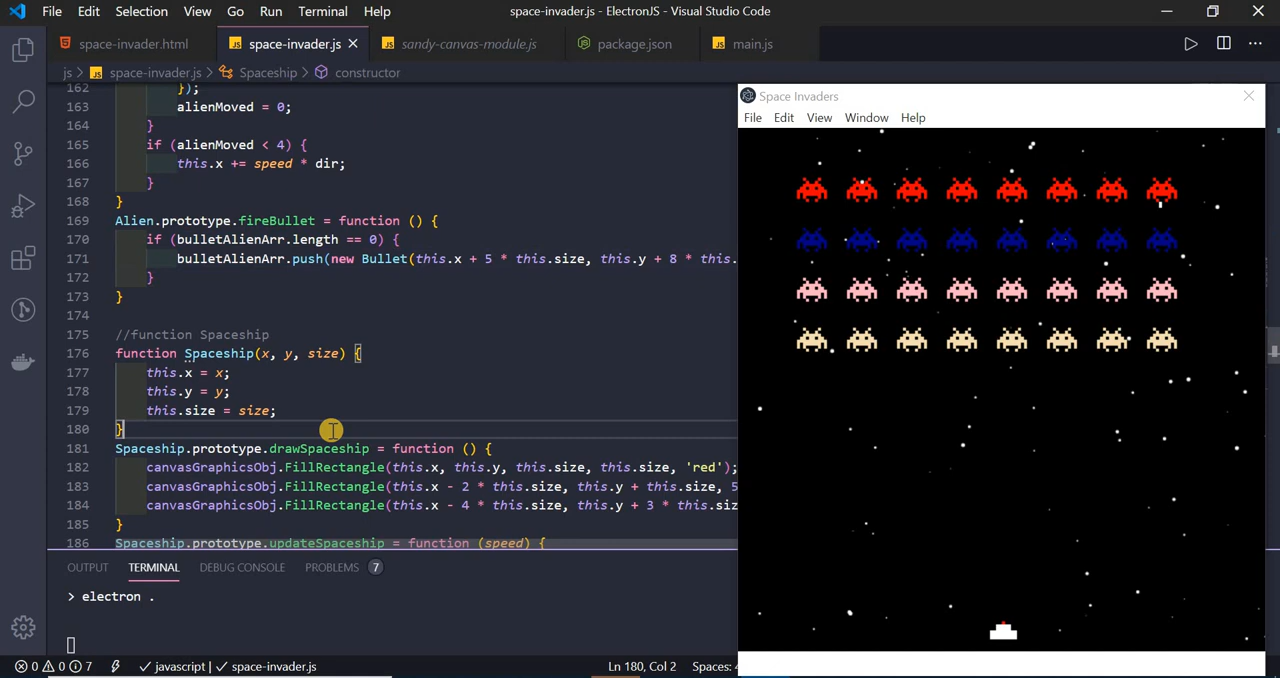 File Edit Selection View Go Run Terminal Help space-invader.js - ElectronJS - Visual Studio Code
space-invader.html space-invader.js sandy-canvas-module.js package.json main.js
js > space-invader.js > Spaceship > constructor
162 });
163 alienMoved = 0;
164 }
165 if (alienMoved < 4) {
166 this.x += speed * dir;
167 }
168 }
169 Alien.prototype.fireBullet = function () {
170 if (bulletAlienArr.length == 0) {
171 bulletAlienArr.push(new Bullet(this.x + 5 * this.size, this.y + 8 * this.
172 }
173 }
174
175 //function Spaceship
176 function Spaceship(x, y, size) {
177 this.x = x;
178 this.y = y;
179 this.size = size;
180 }
181 Spaceship.prototype.drawSpaceship = function () {
182 canvasGraphicsObj.FillRectangle(this.x, this.y, this.size, this.size, 'red');
183 canvasGraphicsObj.FillRectangle(this.x - 2 * this.size, this.y + this.size, 5
184 canvasGraphicsObj.FillRectangle(this.x - 4 * this.size, this.y + 3 * this.siz
185 }
186 Spaceship.prototype.updateSpaceship = function (speed) {
Space Invaders
File Edit View Window Help
OUTPUT TERMINAL DEBUG CONSOLE PROBLEMS 7
> electron .
0 0 7 javascript | space-invader.js Ln 180, Col 2 Spaces: 4